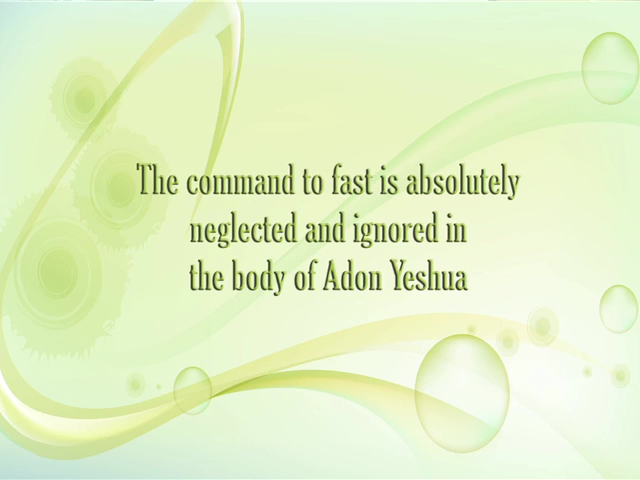 The command to fast is absolutely
neglected and ignored in
the body of Adon Yeshua